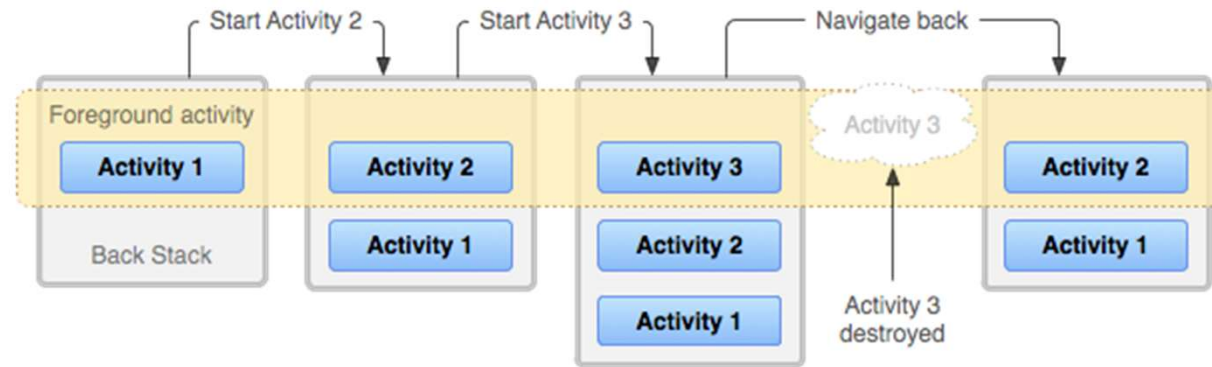 Start Activity 2
Start Activity 3
Navigate back
Foreground activity
Activity 1
Back Stack
Activity 2
Activity 1
Activity 3
Activity 2
Activity 1
Activity 3
Activity 3
destroyed
Activity 2
Activity 1